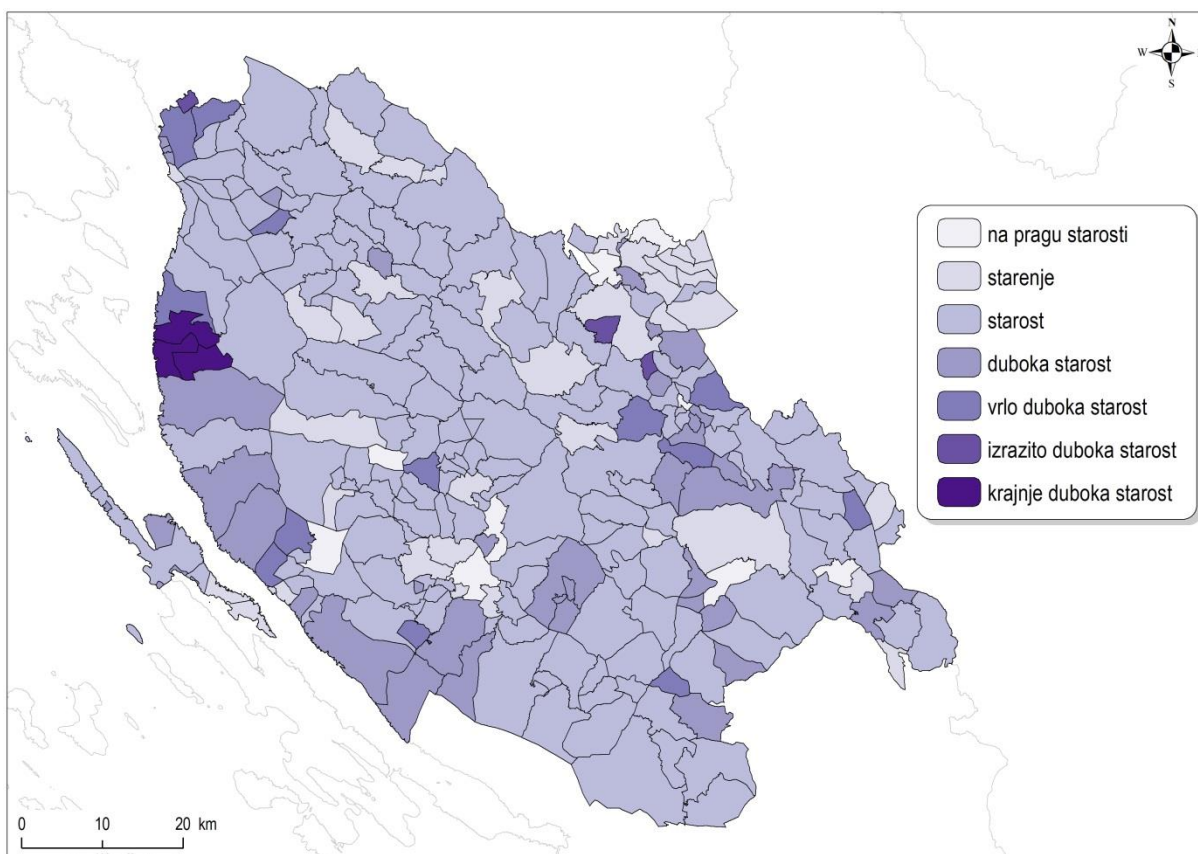 N
W
S
na pragu starosti
starenje
starost
duboka starost
vrlo duboka starost
izrazito duboka starost
krajnje duboka starost
0 10 20 km